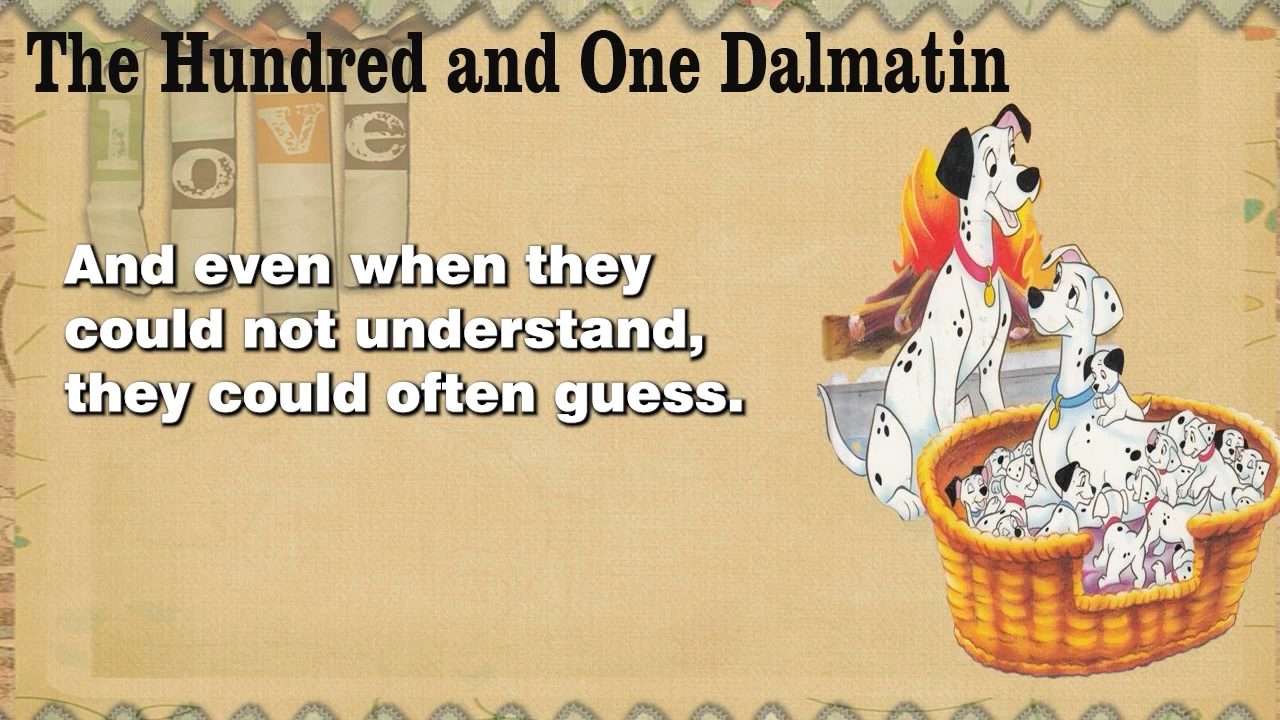 The Hundred and One Dalmatin
love
And even when they
could not understand,
they could often guess.